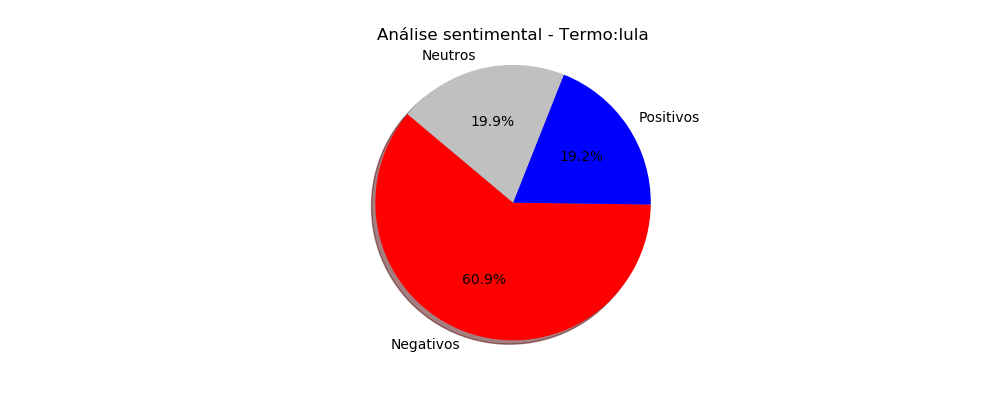 Análise sentimental - Termo:lula
Neutros
Positivos
19.9%
19.2%
60.9%
Negativos